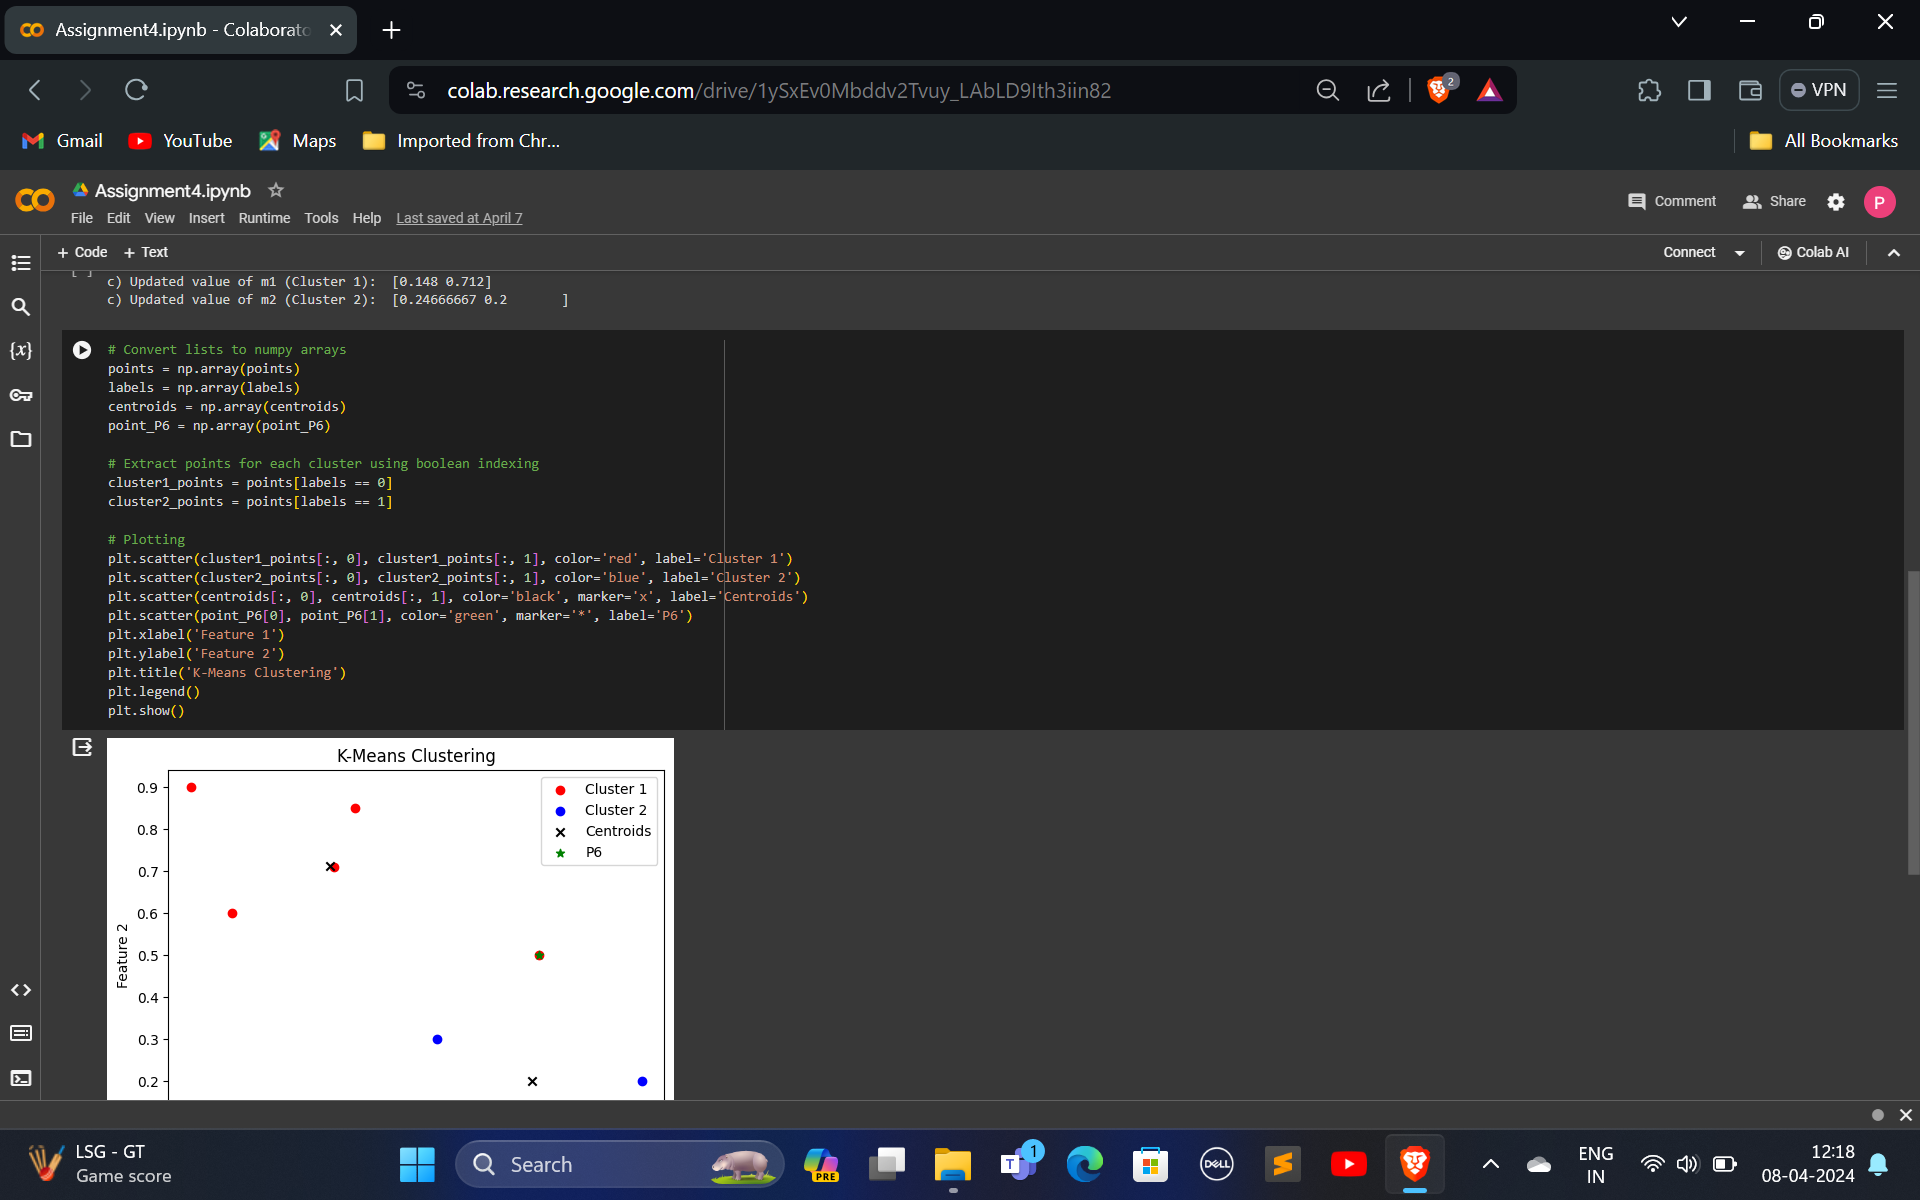 Assignment4.ipynb - Colaborato
colab.research.google.com/drive/1ySxEv0Mbddv2Tvuy_LAbLD9Ith3iin82
2
VPN
Gmail
YouTube
Maps
Imported from Chr...
All Bookmarks
Assignment4.ipynb
File Edit View Insert Runtime Tools Help Last saved at April 7
Comment
Share
P
+ Code + Text
Connect
Colab AI
[ ]
c) Updated value of m1 (Cluster 1):  [0.148 0.712]
c) Updated value of m2 (Cluster 2):  [0.24666667 0.2       ]
{x}
# Convert lists to numpy arrays
points = np.array(points)
labels = np.array(labels)
centroids = np.array(centroids)
point_P6 = np.array(point_P6)
# Extract points for each cluster using boolean indexing
cluster1_points = points[labels == 0]
cluster2_points = points[labels == 1]
# Plotting
plt.scatter(cluster1_points[:, 0], cluster1_points[:, 1], color='red', label='Cluster 1')
plt.scatter(cluster2_points[:, 0], cluster2_points[:, 1], color='blue', label='Cluster 2')
plt.scatter(centroids[:, 0], centroids[:, 1], color='black', marker='x', label='Centroids')
plt.scatter(point_P6[0], point_P6[1], color='green', marker='*', label='P6')
plt.xlabel('Feature 1')
plt.ylabel('Feature 2')
plt.title('K-Means Clustering')
plt.legend()
plt.show()
K-Means Clustering
Cluster 1
Cluster 2
Centroids
P6
0.9
0.8
0.7
0.6
0.5
0.4
0.3
0.2
Feature 2
LSG - GT
Game score
Search
PRE
T
1
DELL
ENG
IN
12:18
08-04-2024